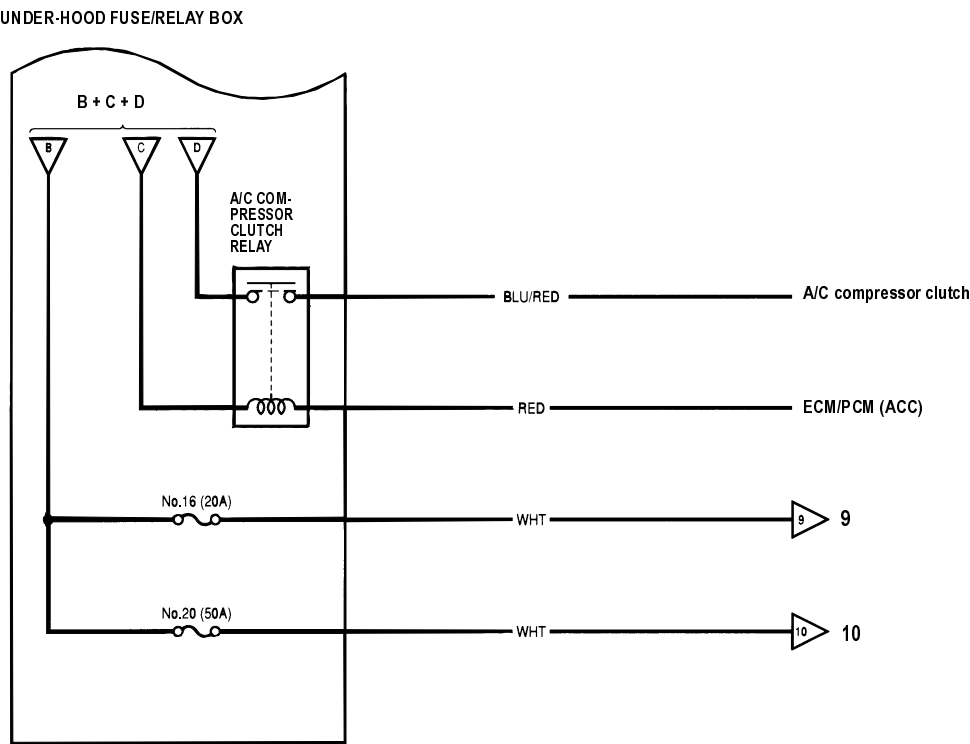 UNDER-HOOD FUSE/RELAY BOX
B + C + D
B
C
D
A/C COM-
PRESSOR
CLUTCH
RELAY
BLU/RED
A/C compressor clutch
RED
ECM/PCM (ACC)
No.16 (20A)
WHT
9
9
No.20 (50A)
WHT
10
10